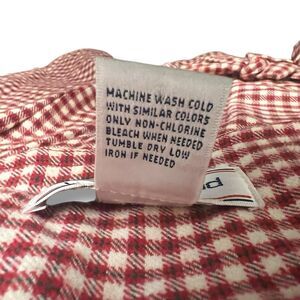 MACHINE WASH COLD
WITH SIMILAR COLORS
ONLY NON-CHLORINE
BLEACH WHEN NEEDED
TUMBLE DRY LOW
IRON IF NEEDED